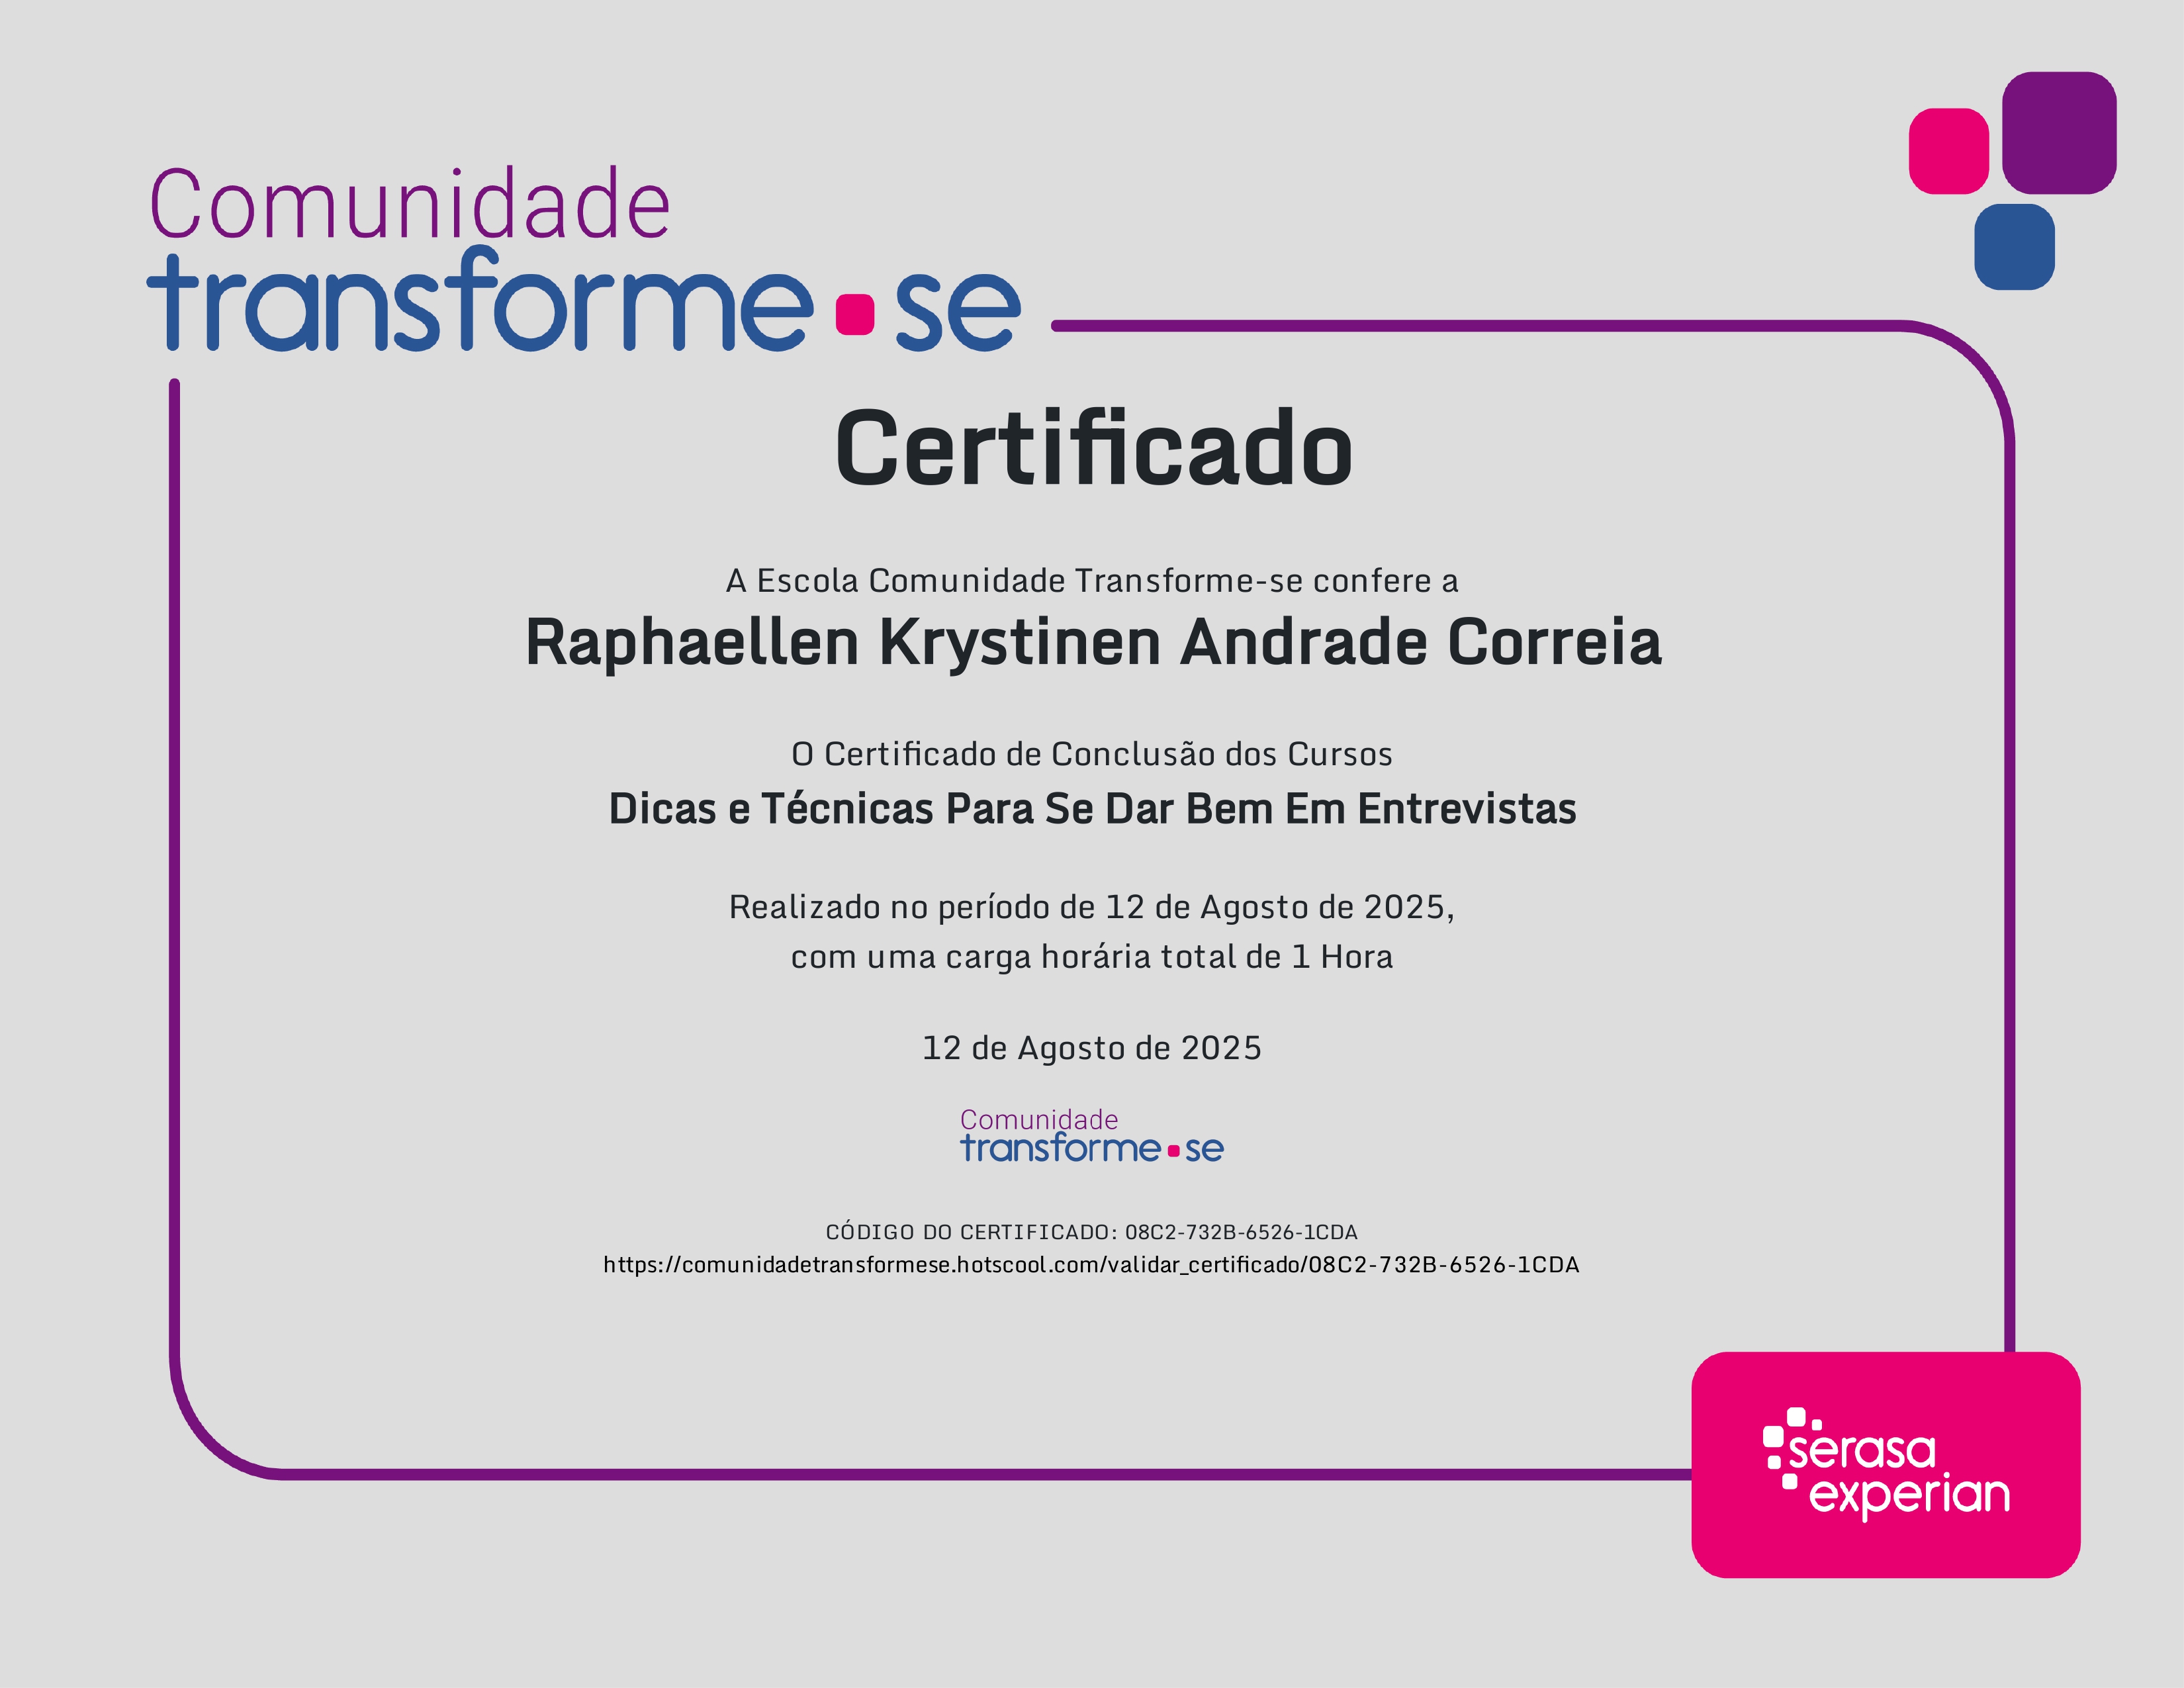 Comunidade
transforme.se
Certificado
A Escola Comunidade Transforme-se confere a
Raphaellen Krystinen Andrade Correia
O Certificado de Conclusão dos Cursos
Dicas e Técnicas Para Se Dar Bem Em Entrevistas
Realizado no período de 12 de Agosto de 2025,
com uma carga horária total de 1 Hora
12 de Agosto de 2025
Comunidade
transforme.se
CÓDIGO DO CERTIFICADO: 08C2-732B-6526-1CDA
https://comunidadetransformese.hotscool.com/validar_certificado/08C2-732B-6526-1CDA
serasa
experian